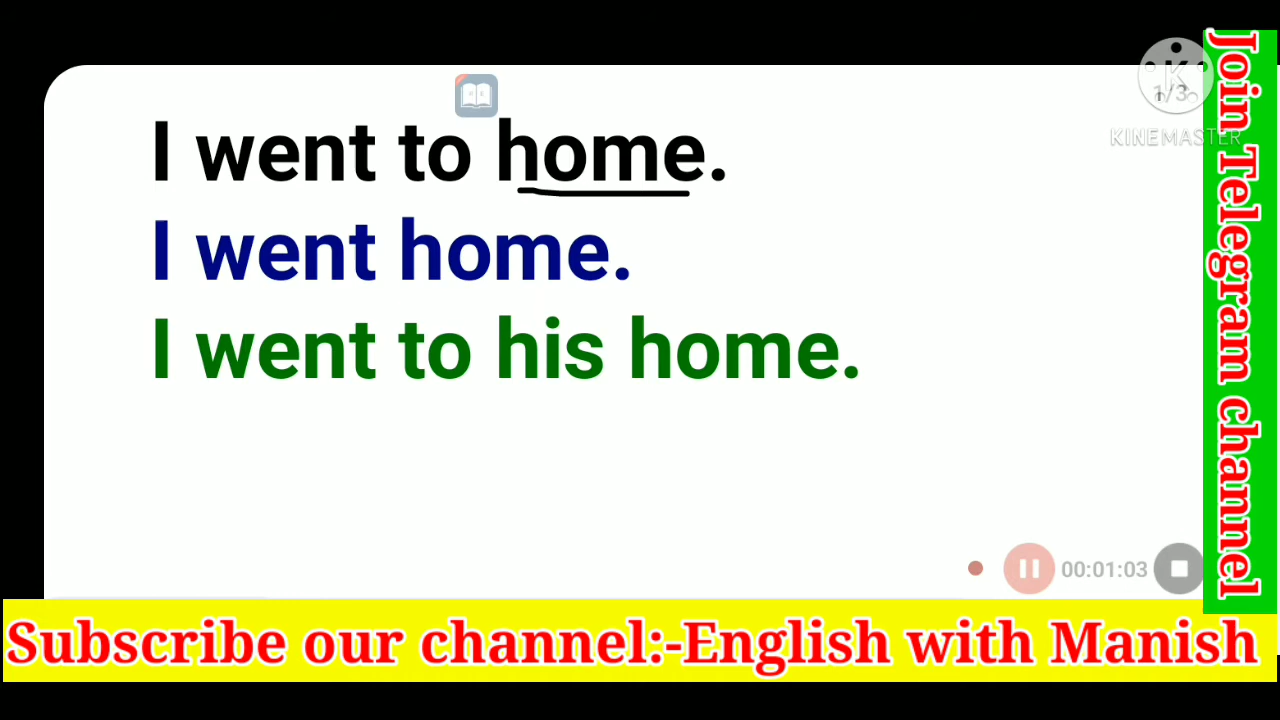 I went to home.
I went home.
I went to his home.
1/3
KINEMASTER
00:01:03
Join Telegram channel
Subscribe our channel:-English with Manish